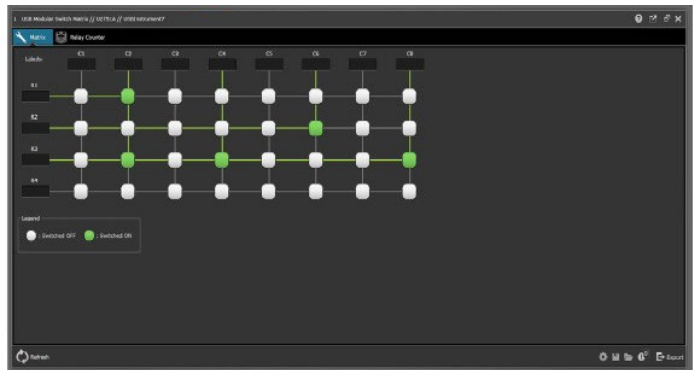 1 USB Modular Switch Matrix // U2751A // USBInstrument7
Matrix Relay Counter
Labels: C1 C2 C3 C4 C5 C6 C7 C8
R1
R2
R3
R4
Legend
: Switched OFF : Switched ON
Refresh Export